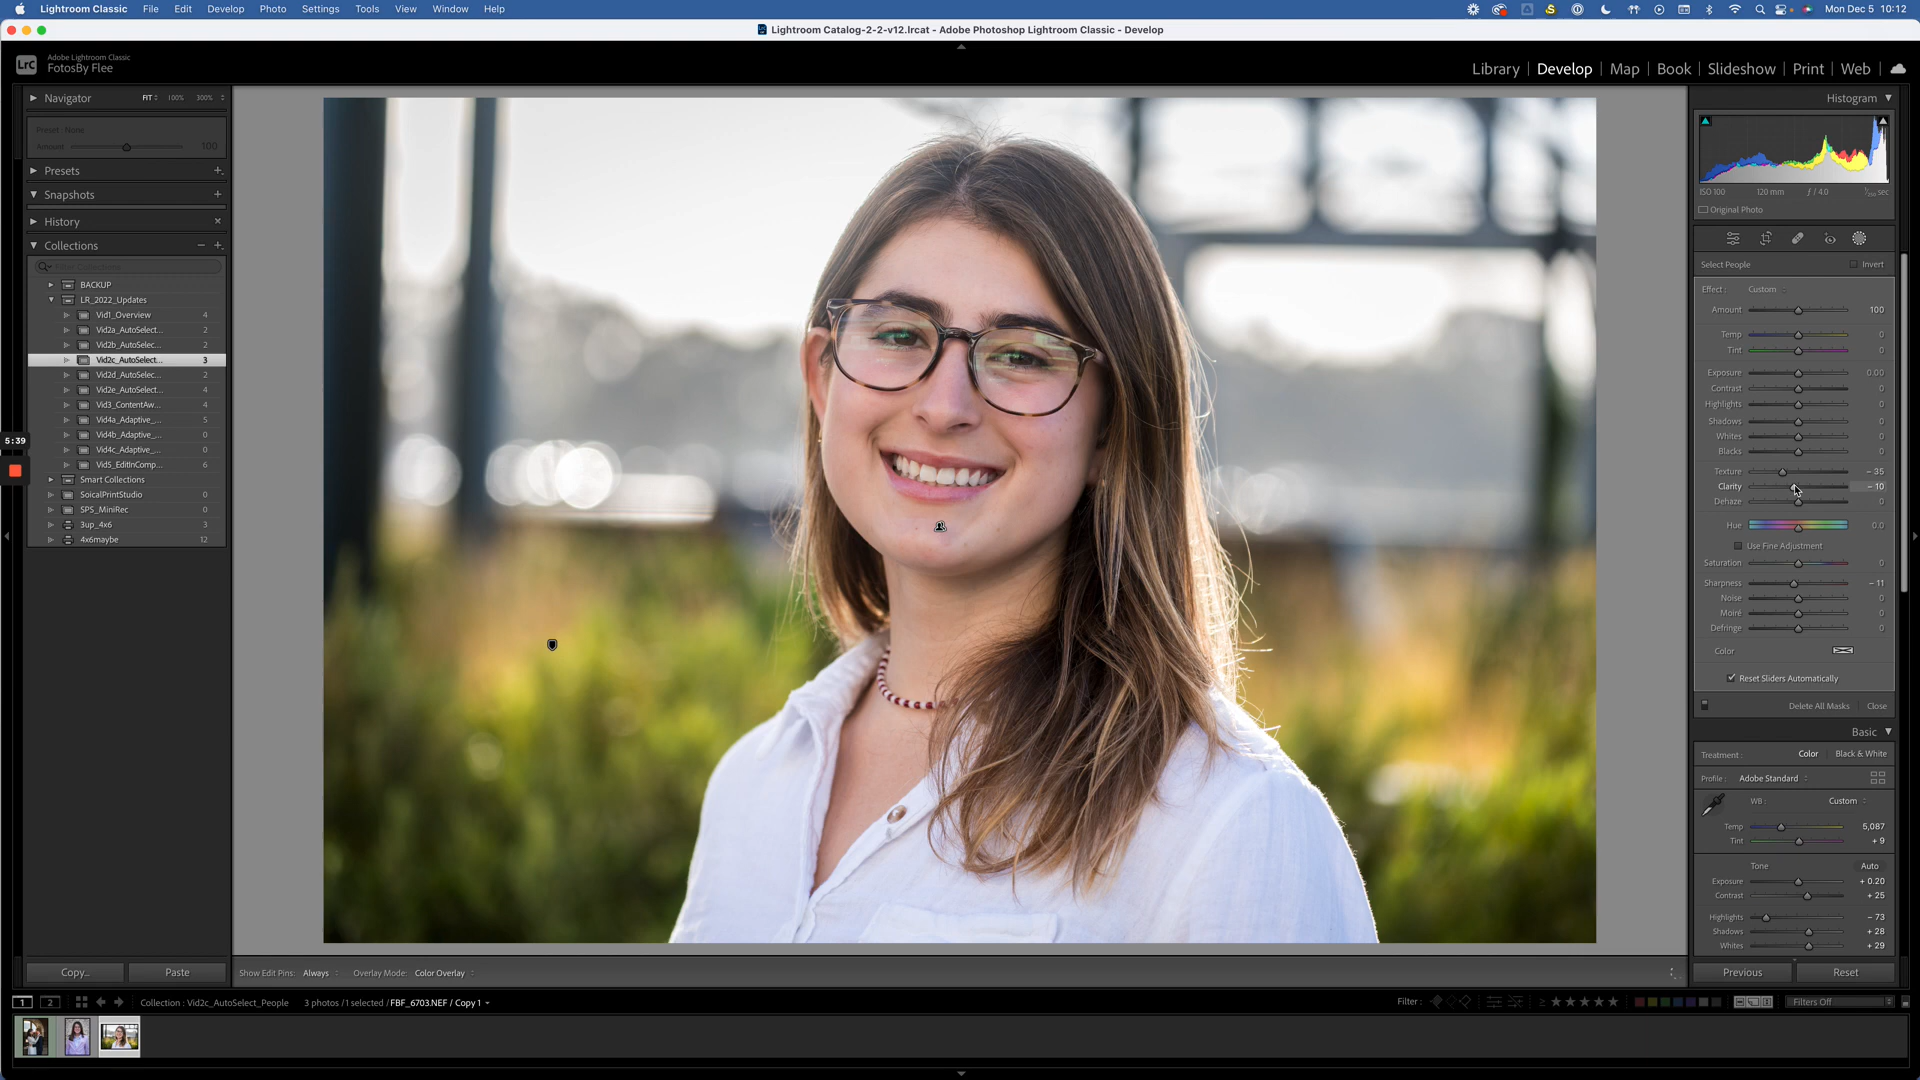 Lightroom Classic File Edit Develop Photo Settings Tools View Window Help Mon Dec 5 10:12
Lightroom Catalog-2-2-v12.lrcat - Adobe Photoshop Lightroom Classic - Develop
LrC Adobe Lightroom Classic
FotosBy Flee
Library | Develop | Map | Book | Slideshow | Print | Web
Navigator FIT 100% 300%
Preset: None
Amount 100
Presets
Snapshots
History
Collections
Filter Collections
BACKUP
LR_2022_Updates
Vid1_Overview 4
Vid2a_AutoSelect... 2
Vid2b_AutoSelec... 2
Vid2c_AutoSelect... 3
Vid2d_AutoSelec... 2
Vid2e_AutoSelect... 4
Vid3_ContentAw... 4
Vid4a_Adaptive_... 5
Vid4b_Adaptive_... 0
Vid4c_Adaptive_... 0
Vid5_EditInComp... 6
Smart Collections
SoicalPrintStudio 0
SPS_MiniRec 0
3up_4x6 3
4x6maybe 12
5:39
Copy... Paste
Histogram
ISO 100 120 mm ƒ / 4.0
Original Photo
Select People Invert
Effect : Custom
Amount 100
Temp 0
Tint 0
Exposure 0.00
Contrast 0
Highlights 0
Shadows 0
Whites 0
Blacks 0
Texture – 35
Clarity – 10
Dehaze 0
Hue 0.0
Use Fine Adjustment
Saturation 0
Sharpness – 11
Noise 0
Moiré 0
Defringe 0
Color
Reset Sliders Automatically
Delete All Masks Close
Basic
Treatment : Color Black & White
Profile : Adobe Standard
WB : Custom
Temp 5,087
Tint + 9
Tone Auto
Exposure + 0.20
Contrast + 25
Highlights – 73
Shadows + 28
Whites + 29
Previous Reset
Show Edit Pins: Always Overlay Mode: Color Overlay
1 2 Collection : Vid2c_AutoSelect_People 3 photos / 1 selected / FBF_6703.NEF / Copy 1
Filter : ≥ Filters Off